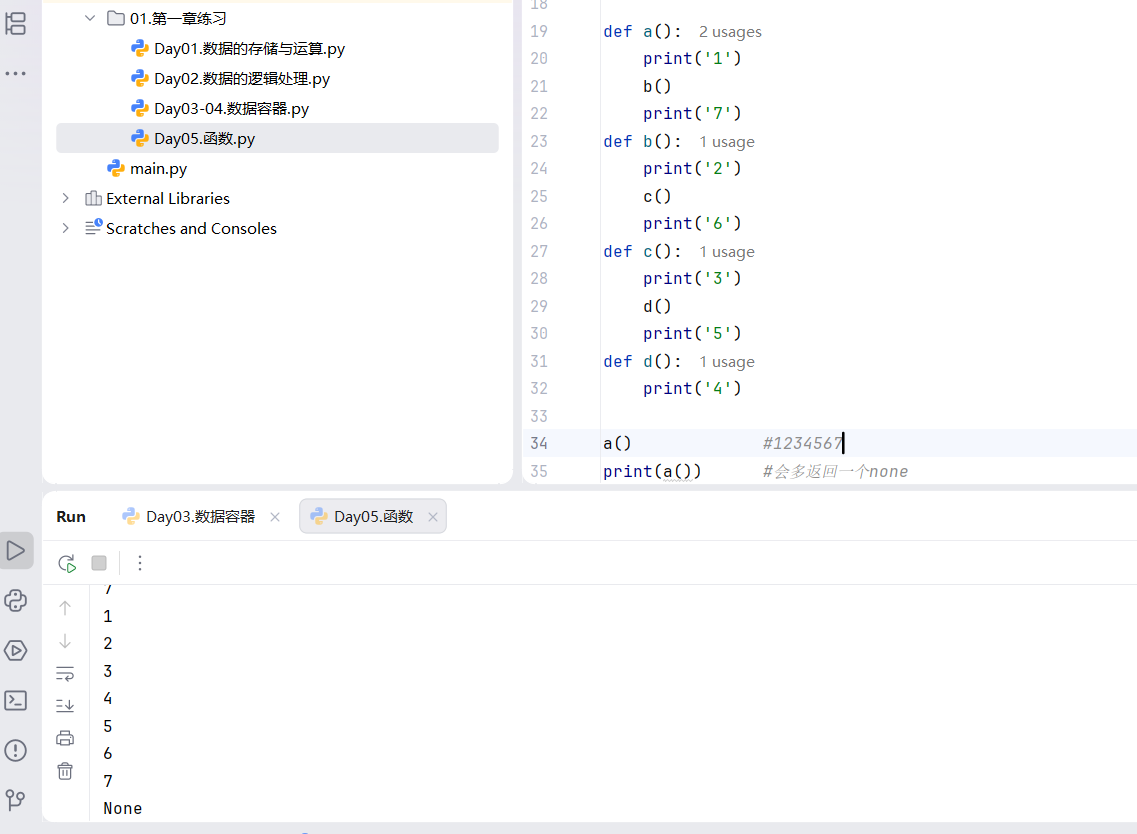 01.第一章练习
Day01.数据的存储与运算.py
Day02.数据的逻辑处理.py
Day03-04.数据容器.py
Day05.函数.py
main.py
External Libraries
Scratches and Consoles
18
19 def a(): 2 usages
20 print('1')
21 b()
22 print('7')
23 def b(): 1 usage
24 print('2')
25 c()
26 print('6')
27 def c(): 1 usage
28 print('3')
29 d()
30 print('5')
31 def d(): 1 usage
32 print('4')
33
34 a() #1234567
35 print(a()) #会多返回一个none
Run Day03.数据容器 Day05.函数
7
1
2
3
4
5
6
7
None